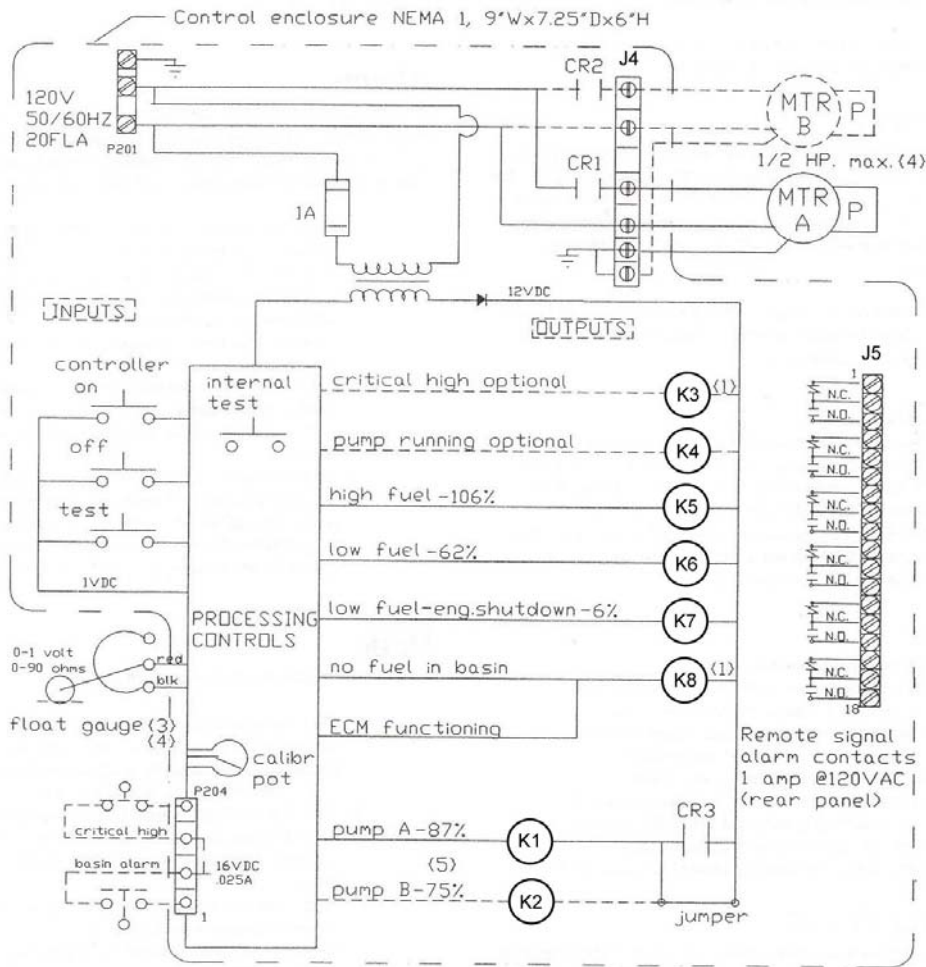 Control enclosure NEMA 1, 9"Wx7.25"Dx6"H
120V
50/60HZ
20FLA
P201
CR2
J4
MTR
B
P
1/2 HP. max.(4)
CR1
MTR
A
P
1A
12VDC
INPUTS
OUTPUTS
controller
on
off
test
1VDC
internal
test
critical high optional
K3
(1)
pump running optional
K4
high fuel-106%
K5
low fuel-62%
K6
low fuel-eng.shutdown-6%
K7
PROCESSING
CONTROLS
no fuel in basin
K8
(1)
ECM functioning
0-1 volt
0-90 ohms
red
blk
float gauge (3)
(4)
calibr
pot
P204
critical high
basin alarm
16VDC
.025A
1
pump A-87%
K1
(5)
pump B-75%
K2
CR3
jumper
J5
1
N.C.
N.O.
N.C.
N.O.
N.C.
N.O.
N.C.
N.O.
N.C.
N.O.
N.C.
N.O.
18
Remote signal
alarm contacts
1 amp @120VAC
(rear panel)